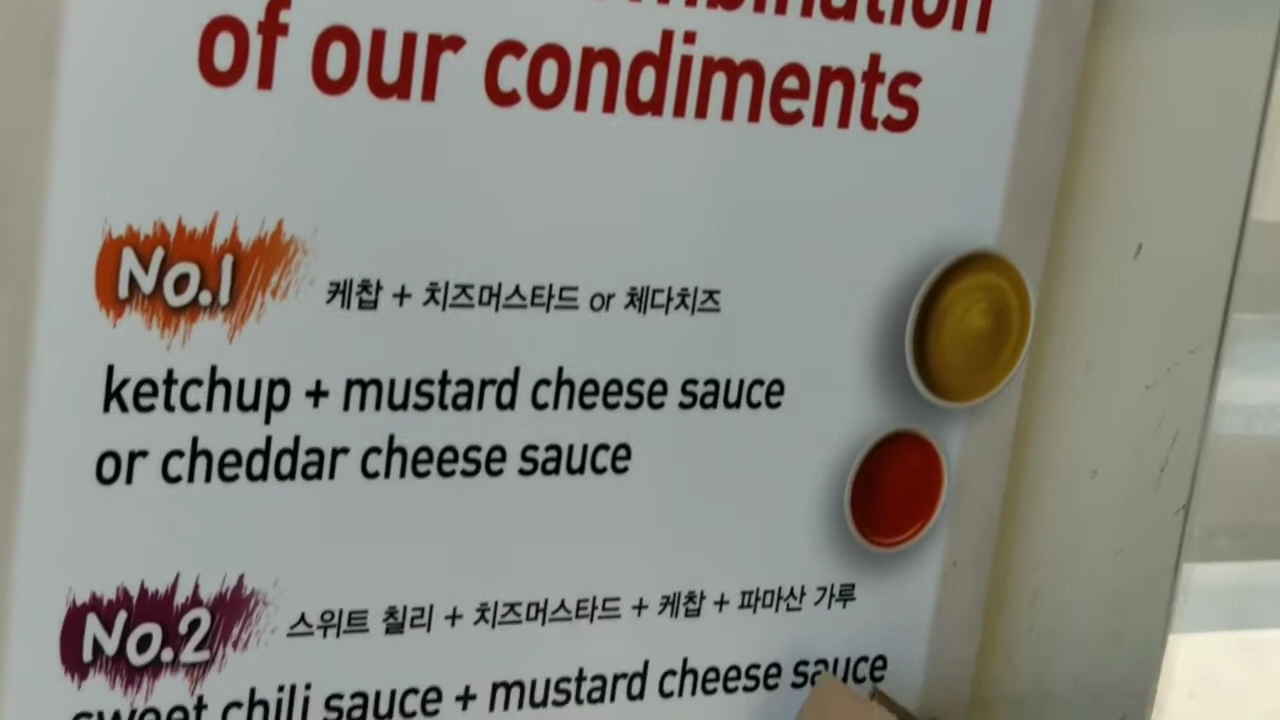 combination
of our condiments
No.1
케찹 + 치즈머스타드 or 체다치즈
ketchup + mustard cheese sauce
or cheddar cheese sauce
No.2
스위트 칠리 + 치즈머스타드 + 케찹 + 파마산 가루
sweet chili sauce + mustard cheese sauce